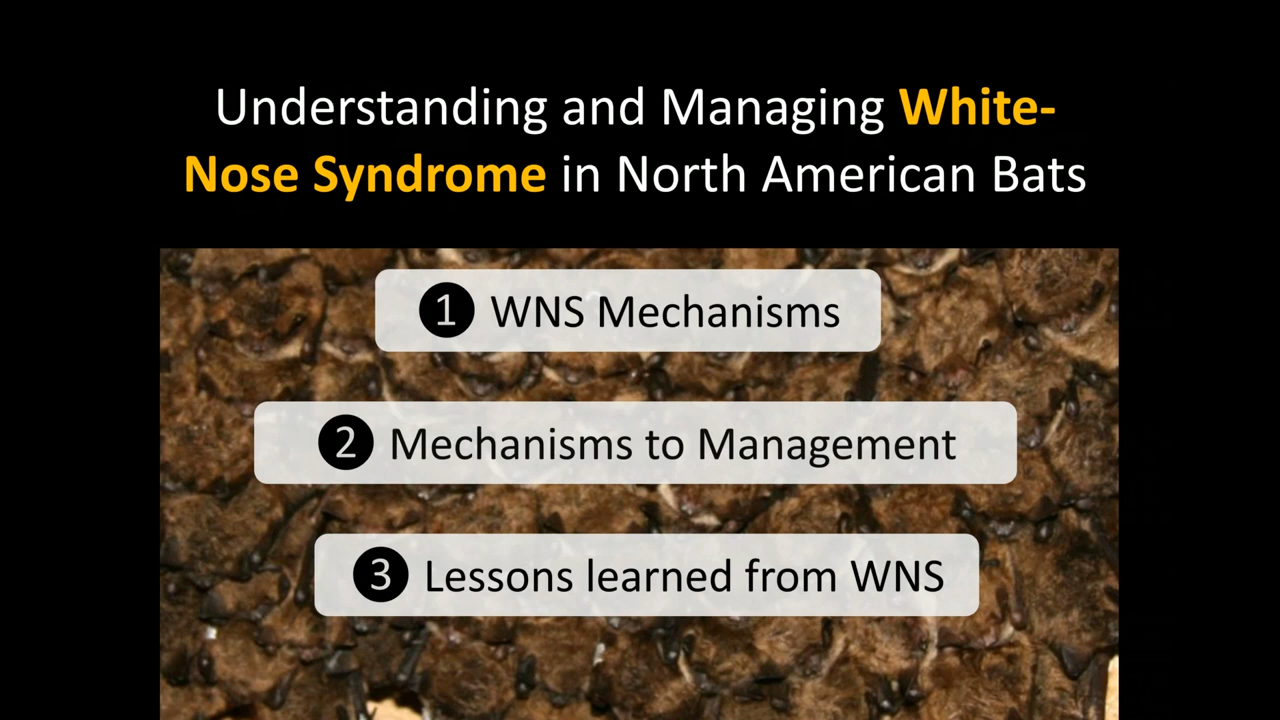 Understanding and Managing White-
Nose Syndrome in North American Bats
1 WNS Mechanisms
2 Mechanisms to Management
3 Lessons learned from WNS